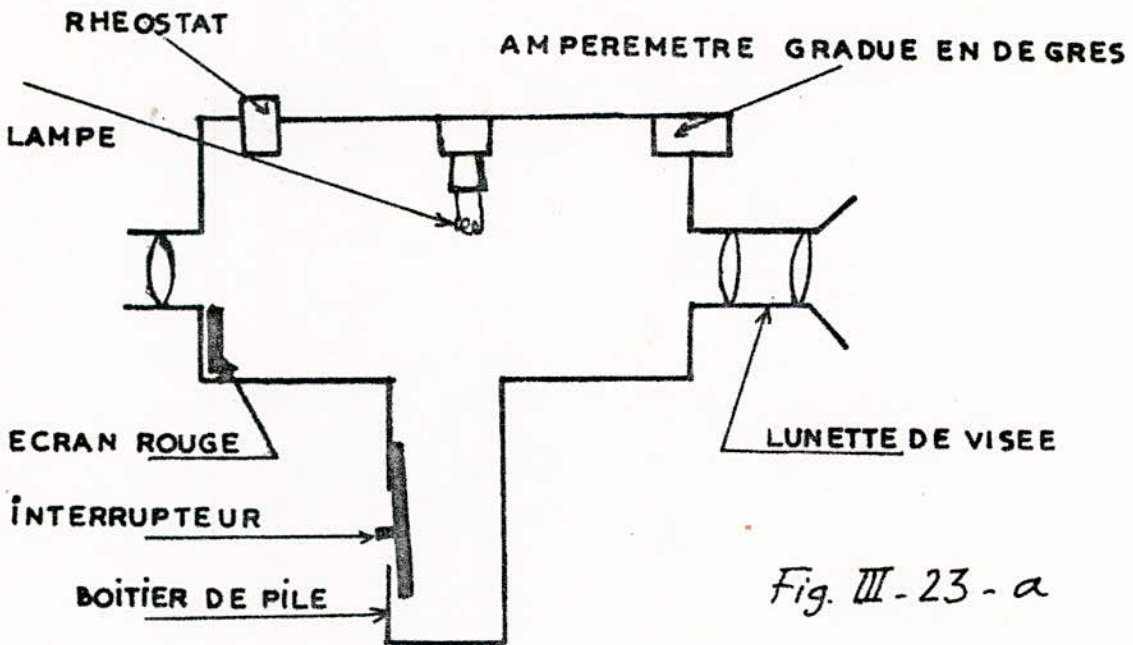 RHEOSTAT
AMPEREMETRE GRADUE EN DEGRES
LAMPE
ECRAN ROUGE
LUNETTE DE VISEE
INTERRUPTEUR
BOITIER DE PILE
Fig. III - 23 - a